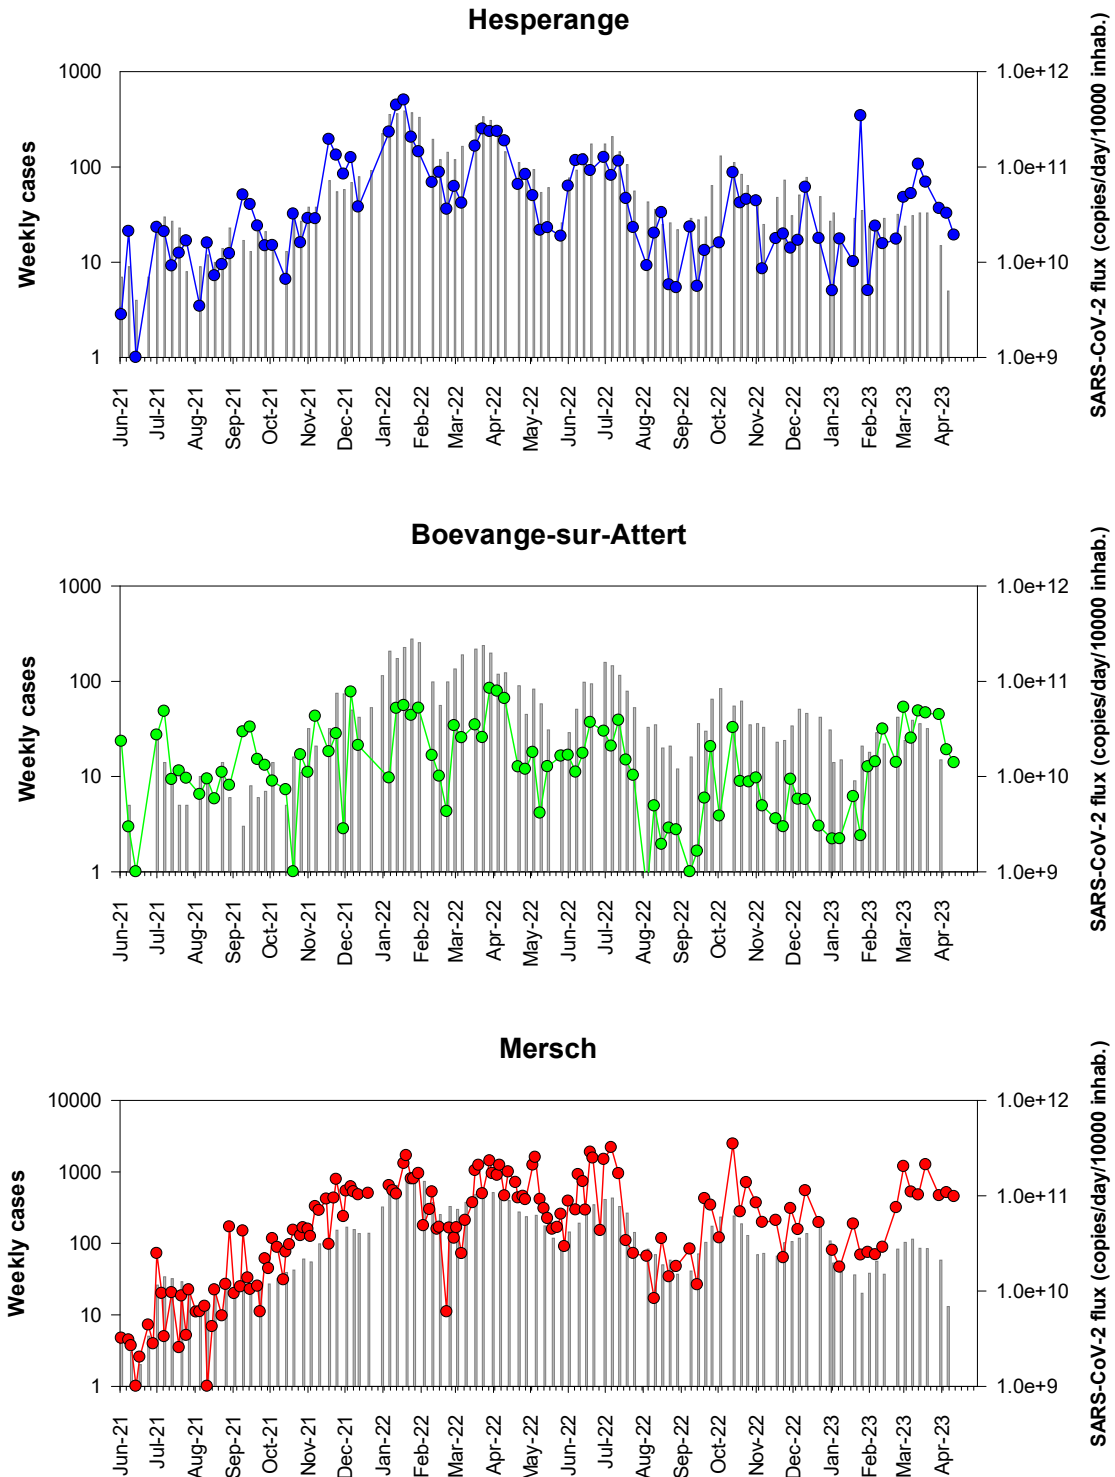 Hesperange
Weekly cases
1000
100
10
1
1.0e+12
1.0e+11
1.0e+10
1.0e+9
SARS-CoV-2 flux (copies/day/10000 inhab.)
Jun-21 Jul-21 Aug-21 Sep-21 Oct-21 Nov-21 Dec-21 Jan-22 Feb-22 Mar-22 Apr-22 May-22 Jun-22 Jul-22 Aug-22 Sep-22 Oct-22 Nov-22 Dec-22 Jan-23 Feb-23 Mar-23 Apr-23
Boevange-sur-Attert
Weekly cases
1000
100
10
1
1.0e+12
1.0e+11
1.0e+10
1.0e+9
SARS-CoV-2 flux (copies/day/10000 inhab.)
Jun-21 Jul-21 Aug-21 Sep-21 Oct-21 Nov-21 Dec-21 Jan-22 Feb-22 Mar-22 Apr-22 May-22 Jun-22 Jul-22 Aug-22 Sep-22 Oct-22 Nov-22 Dec-22 Jan-23 Feb-23 Mar-23 Apr-23
Mersch
Weekly cases
10000
1000
100
10
1
1.0e+12
1.0e+11
1.0e+10
1.0e+9
SARS-CoV-2 flux (copies/day/10000 inhab.)
Jun-21 Jul-21 Aug-21 Sep-21 Oct-21 Nov-21 Dec-21 Jan-22 Feb-22 Mar-22 Apr-22 May-22 Jun-22 Jul-22 Aug-22 Sep-22 Oct-22 Nov-22 Dec-22 Jan-23 Feb-23 Mar-23 Apr-23